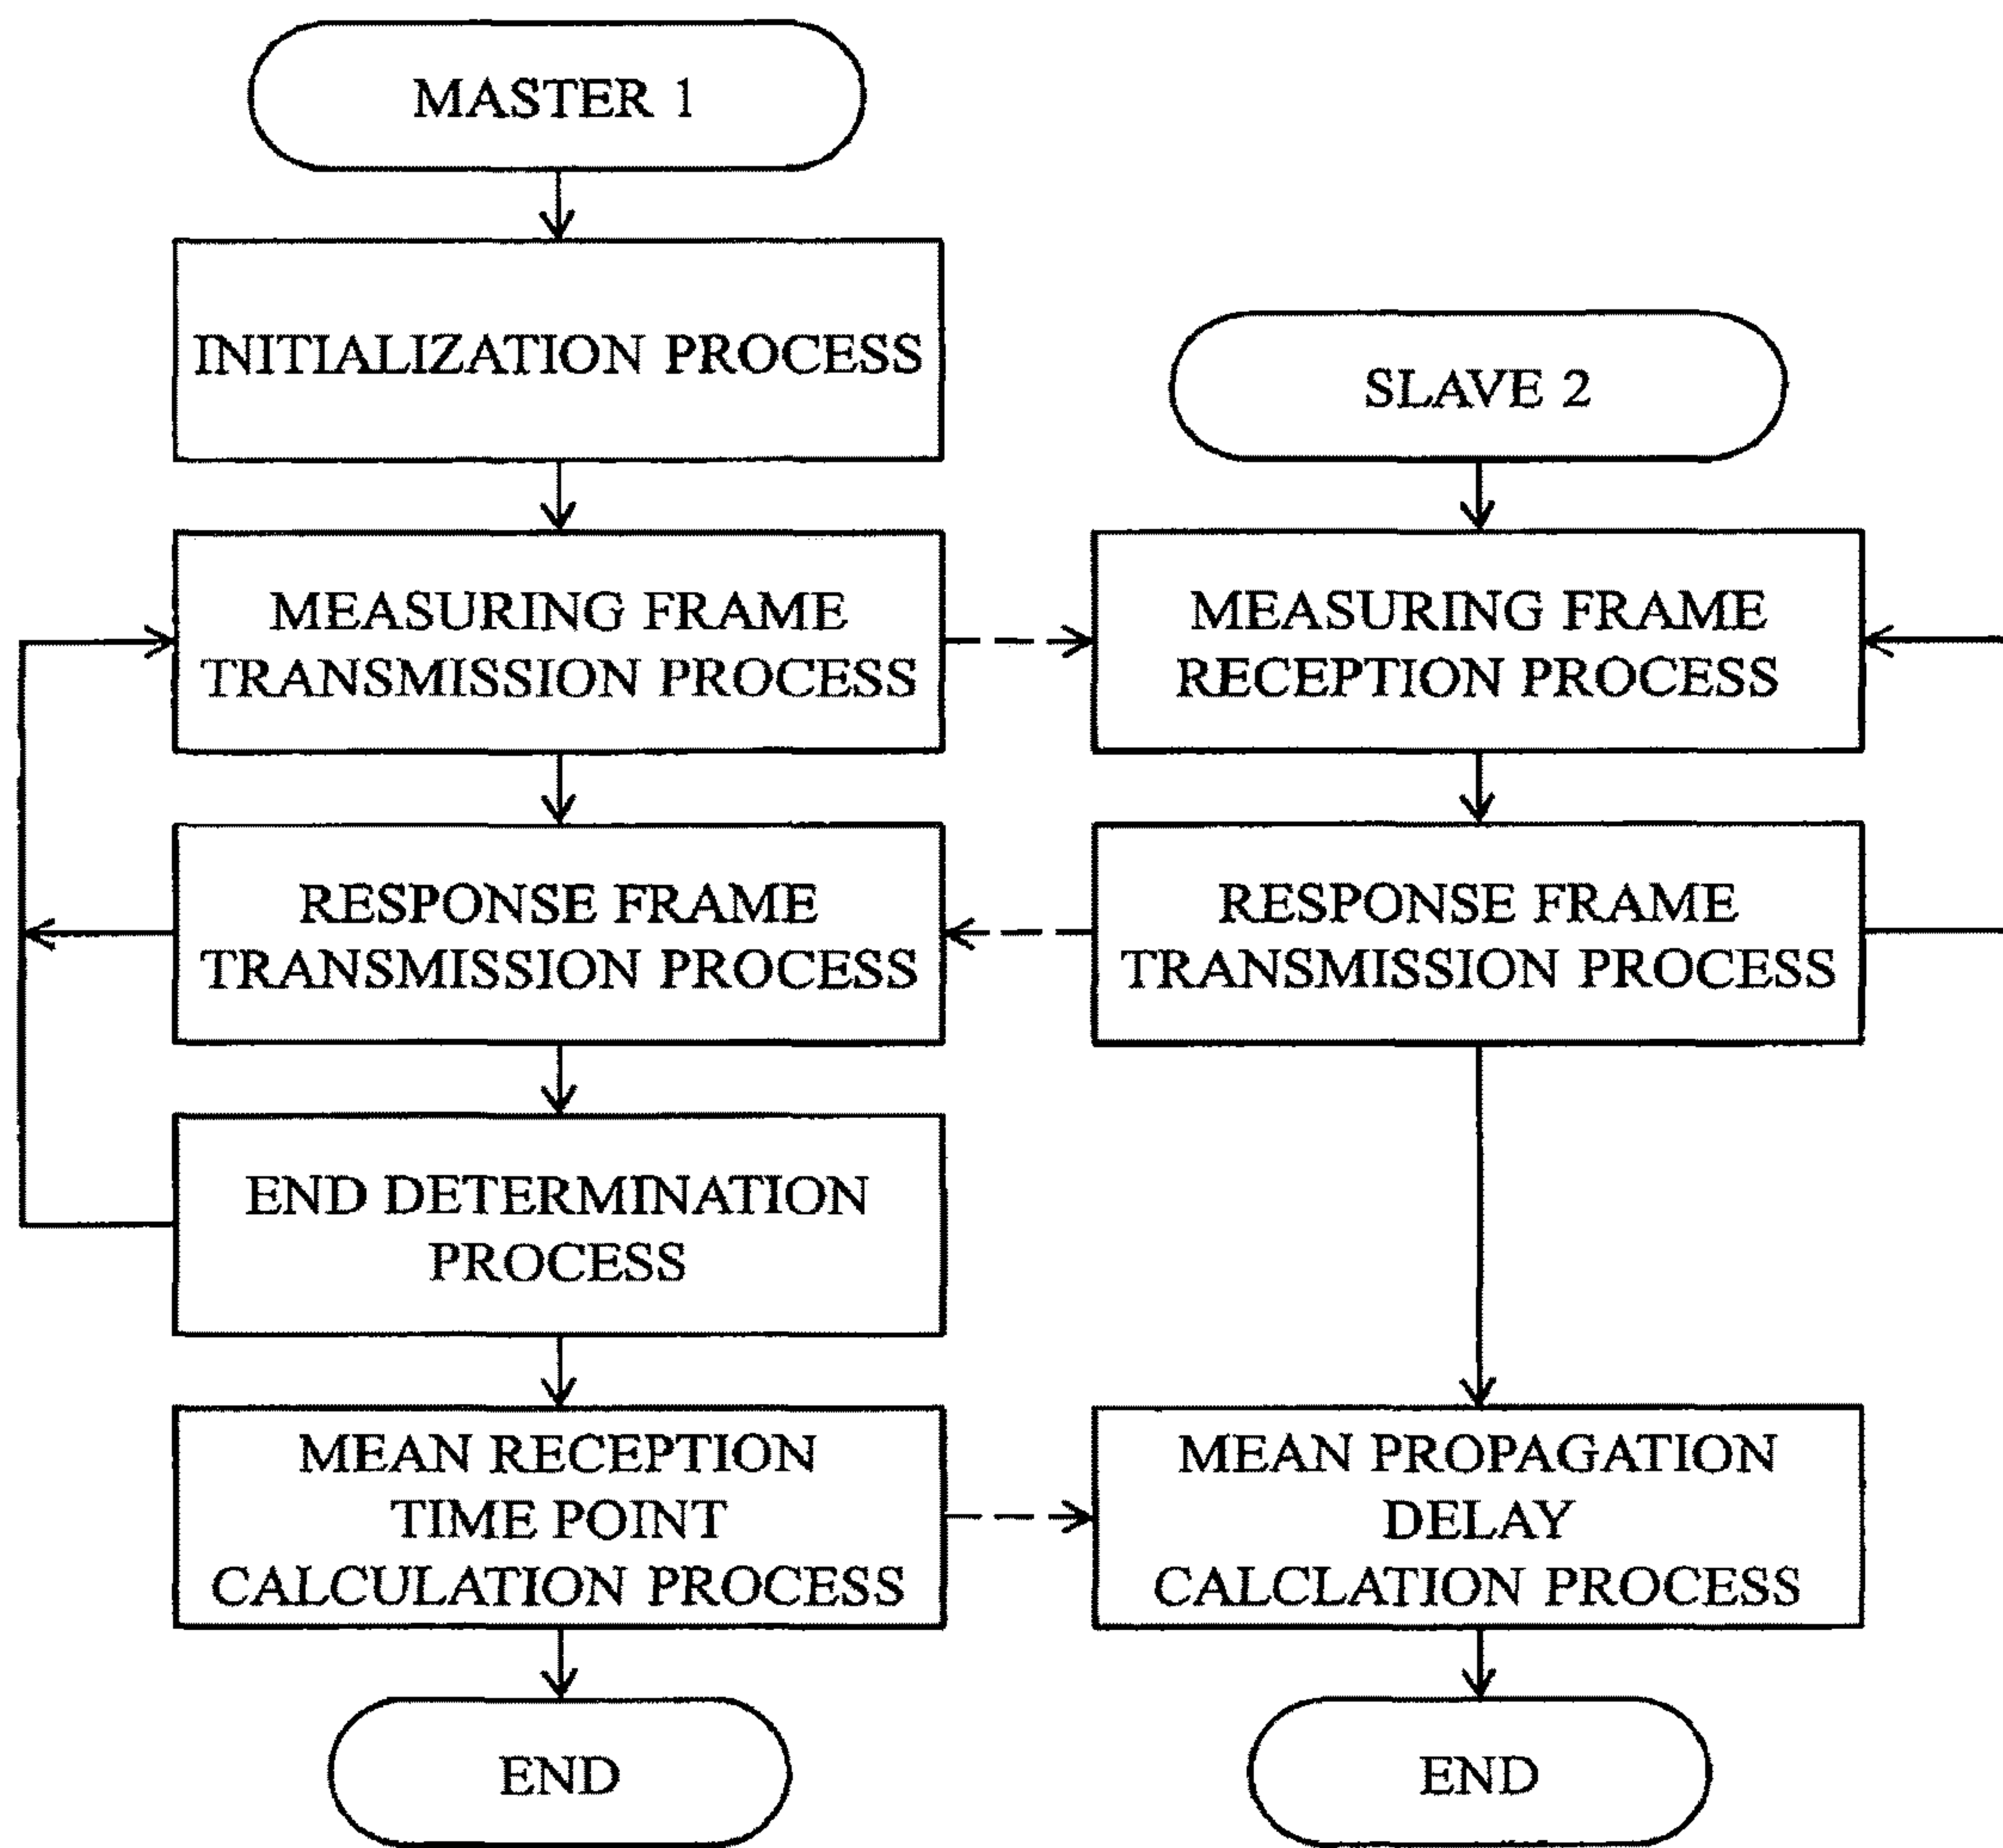 MASTER 1
INITIALIZATION PROCESS
SLAVE 2
MEASURING FRAME
TRANSMISSION PROCESS
MEASURING FRAME
RECEPTION PROCESS
RESPONSE FRAME
TRANSMISSION PROCESS
RESPONSE FRAME
TRANSMISSION PROCESS
END DETERMINATION
PROCESS
MEAN RECEPTION
TIME POINT
CALCULATION PROCESS
MEAN PROPAGATION
DELAY
CALCLATION PROCESS
END
END